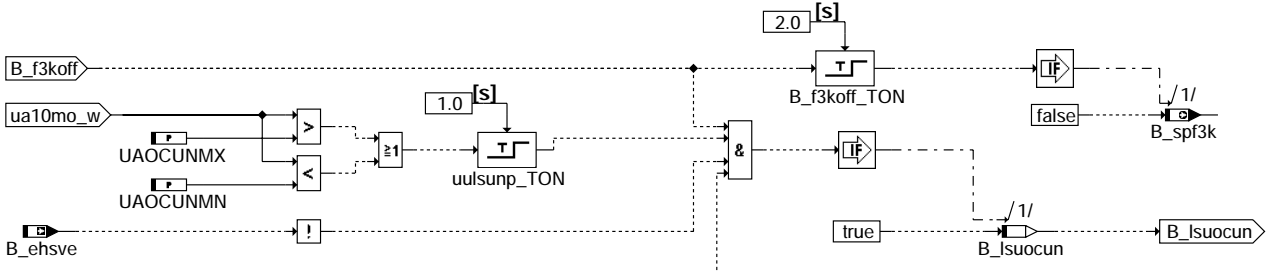 2.0 [s]
B_f3koff
B_f3koff_TON
IF
/1/
false
B_spf3k
ua10mo_w
1.0 [s]
>
P
UAOCUNMX
≥1
T
uulsunp_TON
<
P
UAOCUNMN
&
IF
/1/
B_ehsve
!
true
B_lsuocun
B_lsuocun
T